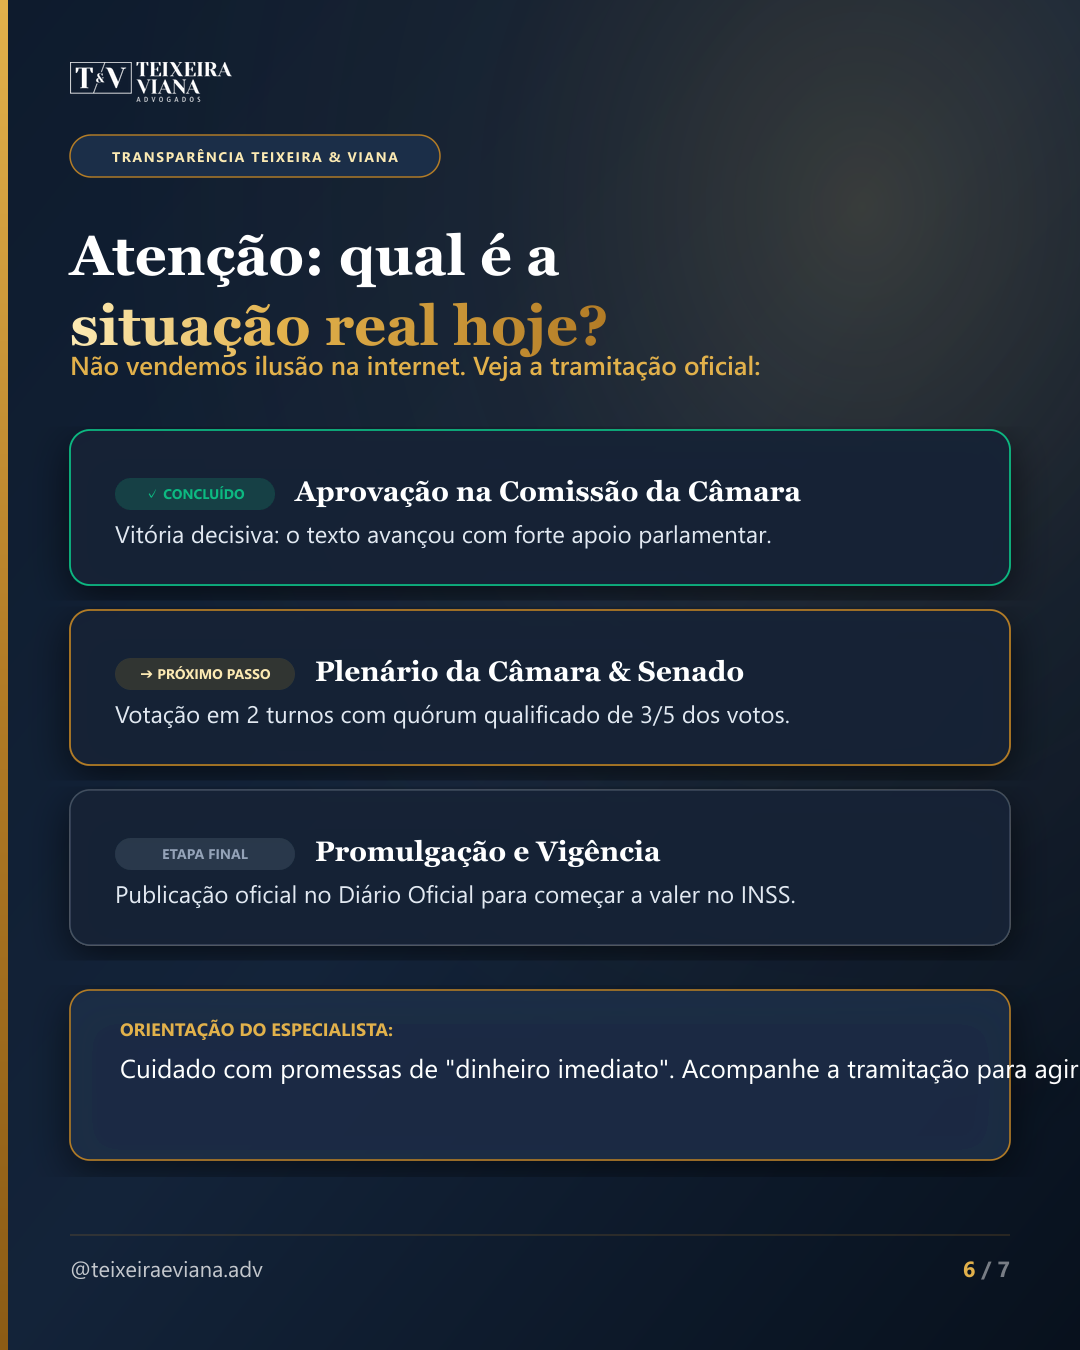 T&V TEIXEIRA
VIANA
ADVOGADOS
TRANSPARÊNCIA TEIXEIRA & VIANA
Atenção: qual é a
situação real hoje?
Não vendemos ilusão na internet. Veja a tramitação oficial:
✓ CONCLUÍDO Aprovação na Comissão da Câmara
Vitória decisiva: o texto avançou com forte apoio parlamentar.
➔ PRÓXIMO PASSO Plenário da Câmara & Senado
Votação em 2 turnos com quórum qualificado de 3/5 dos votos.
ETAPA FINAL Promulgação e Vigência
Publicação oficial no Diário Oficial para começar a valer no INSS.
ORIENTAÇÃO DO ESPECIALISTA:
Cuidado com promessas de "dinheiro imediato". Acompanhe a tramitação para agir
@teixeiraeviana.adv
6 / 7